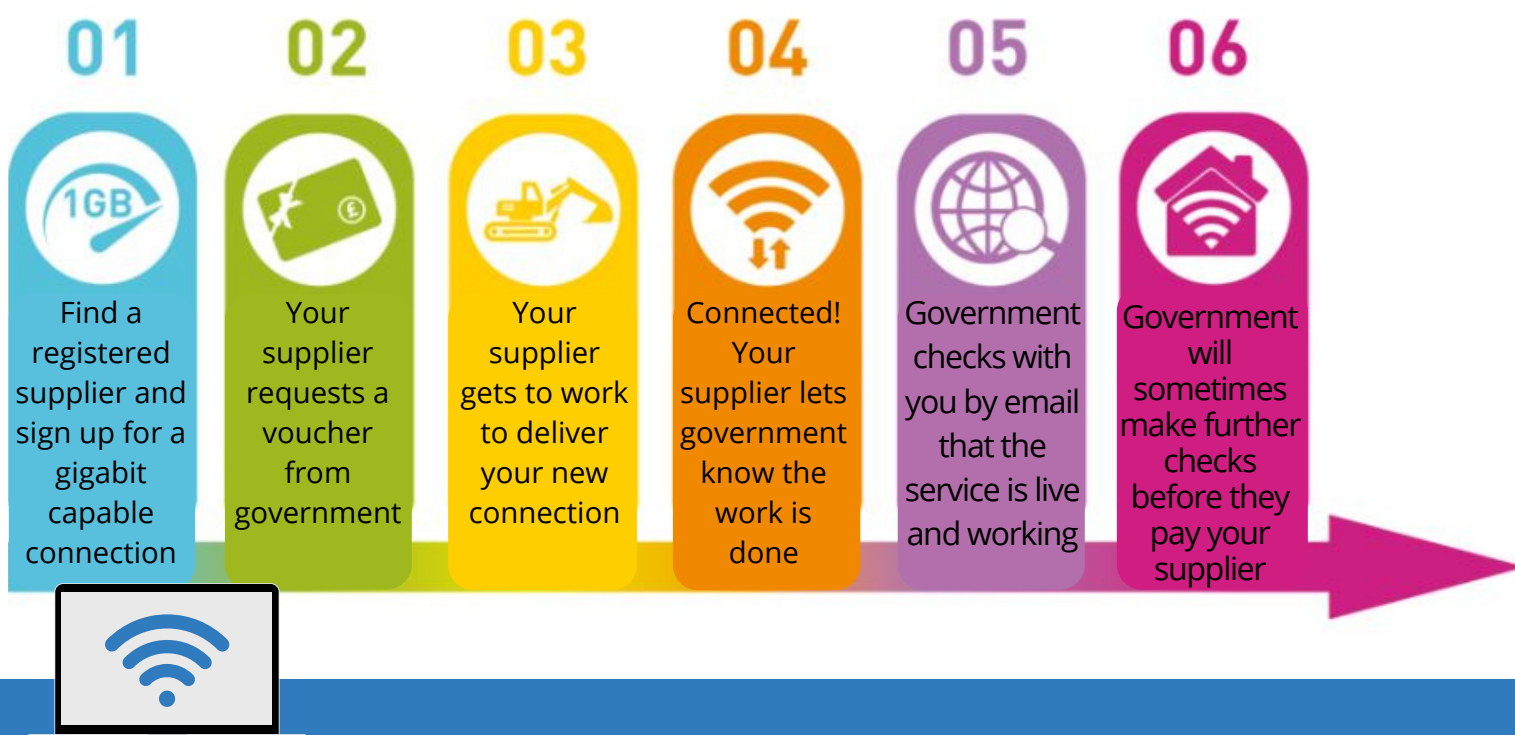 01
02
03
04
05
06
1GB
£
Find a
registered
supplier and
sign up for a
gigabit
capable
connection
Your
supplier
requests a
voucher
from
government
Your
supplier
gets to work
to deliver
your new
connection
Connected!
Your
supplier lets
government
know the
work is
done
Government
checks with
you by email
that the
service is live
and working
Government
will
sometimes
make further
checks
before they
pay your
supplier